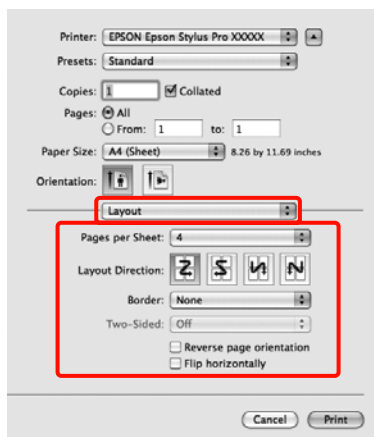 Printer: EPSON Epson Stylus Pro XXXXX
Presets: Standard
Copies: 1 Collated
Pages: All
From: 1 to: 1
Paper Size: A4 (Sheet) 8.26 by 11.69 inches
Orientation:
Layout
Pages per Sheet: 4
Layout Direction:
Border: None
Two-Sided: Off
Reverse page orientation
Flip horizontally
Cancel Print